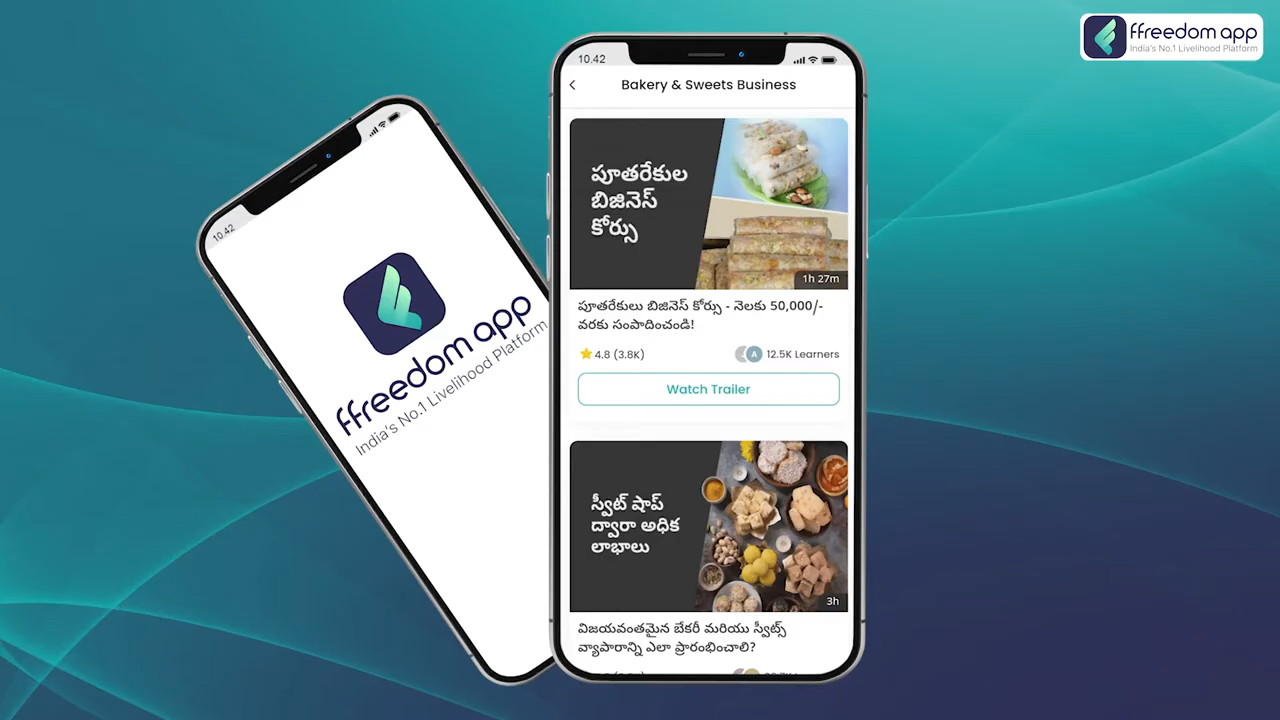 ffreedom app
India's No.1 Livelihood Platform
10.42
ffreedom app
India's No.1 Livelihood Platform
10.42
Bakery & Sweets Business
పూతరేకుల
బిజినెస్
కోర్సు
1h 27m
పూతరేకులు బిజినెస్ కోర్సు - నెలకు 50,000/-
వరకు సంపాదించండి!
4.8 (3.8K)
A 12.5K Learners
Watch Trailer
స్వీట్ షాప్
ద్వారా అధిక
లాభాలు
3h
విజయవంతమైన బేకరీ మరియు స్వీట్స్
వ్యాపారాన్ని ఎలా ప్రారంభించాలి?